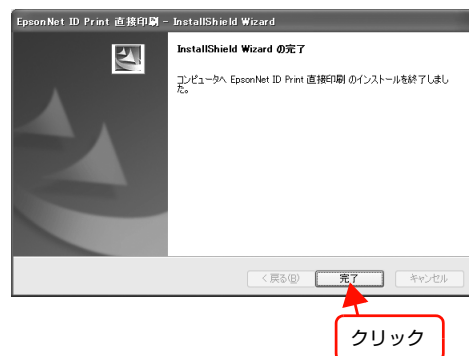 EpsonNet ID Print 直接印刷 - InstallShield Wizard
InstallShield Wizard の完了
コンピュータへ EpsonNet ID Print 直接印刷 のインストールを終了しまし
た。
< 戻る(B)
完了
キャンセル
クリック